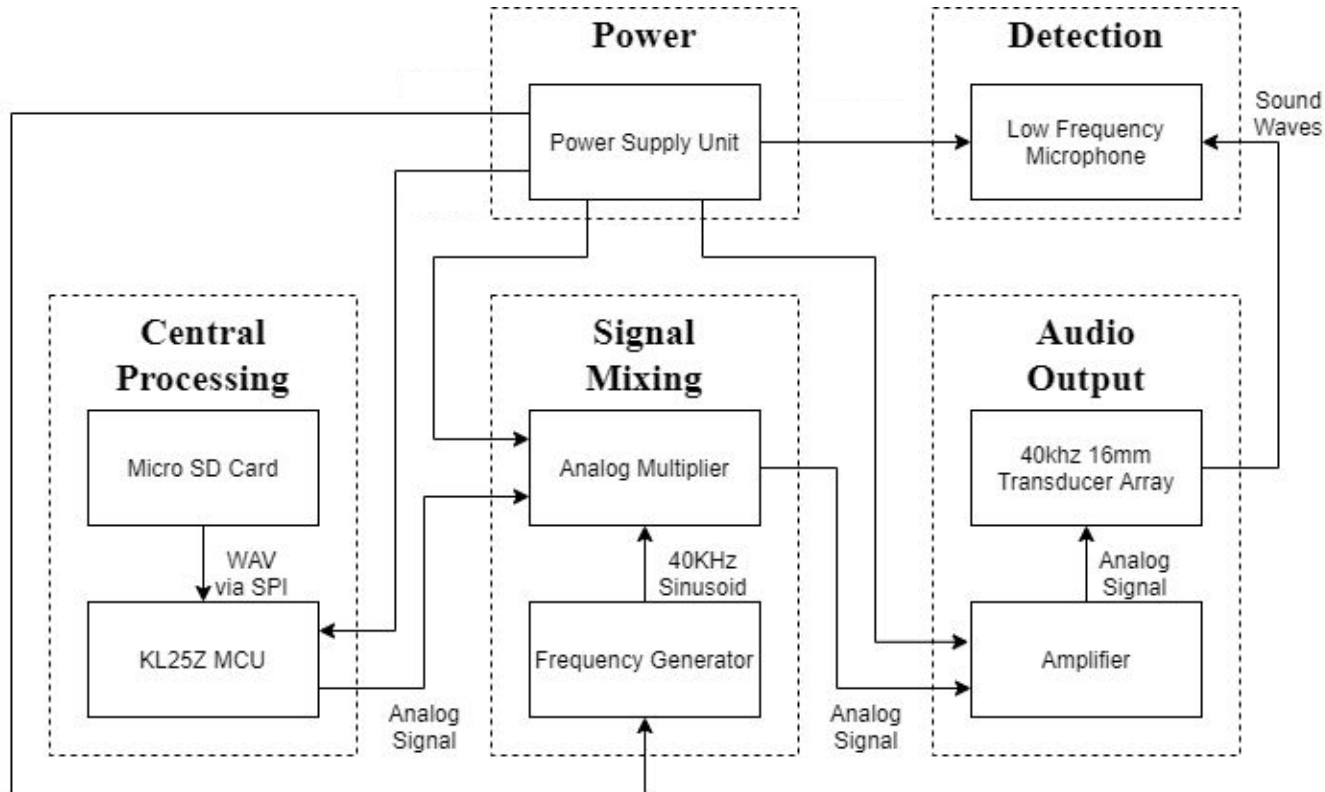 Power
Power Supply Unit
Detection
Low Frequency
Microphone
Sound
Waves
Central
Processing
Micro SD Card
WAV
via SPI
KL25Z MCU
Analog
Signal
Signal
Mixing
Analog Multiplier
40KHz
Sinusoid
Frequency Generator
Analog
Signal
Audio
Output
40khz 16mm
Transducer Array
Analog
Signal
Amplifier